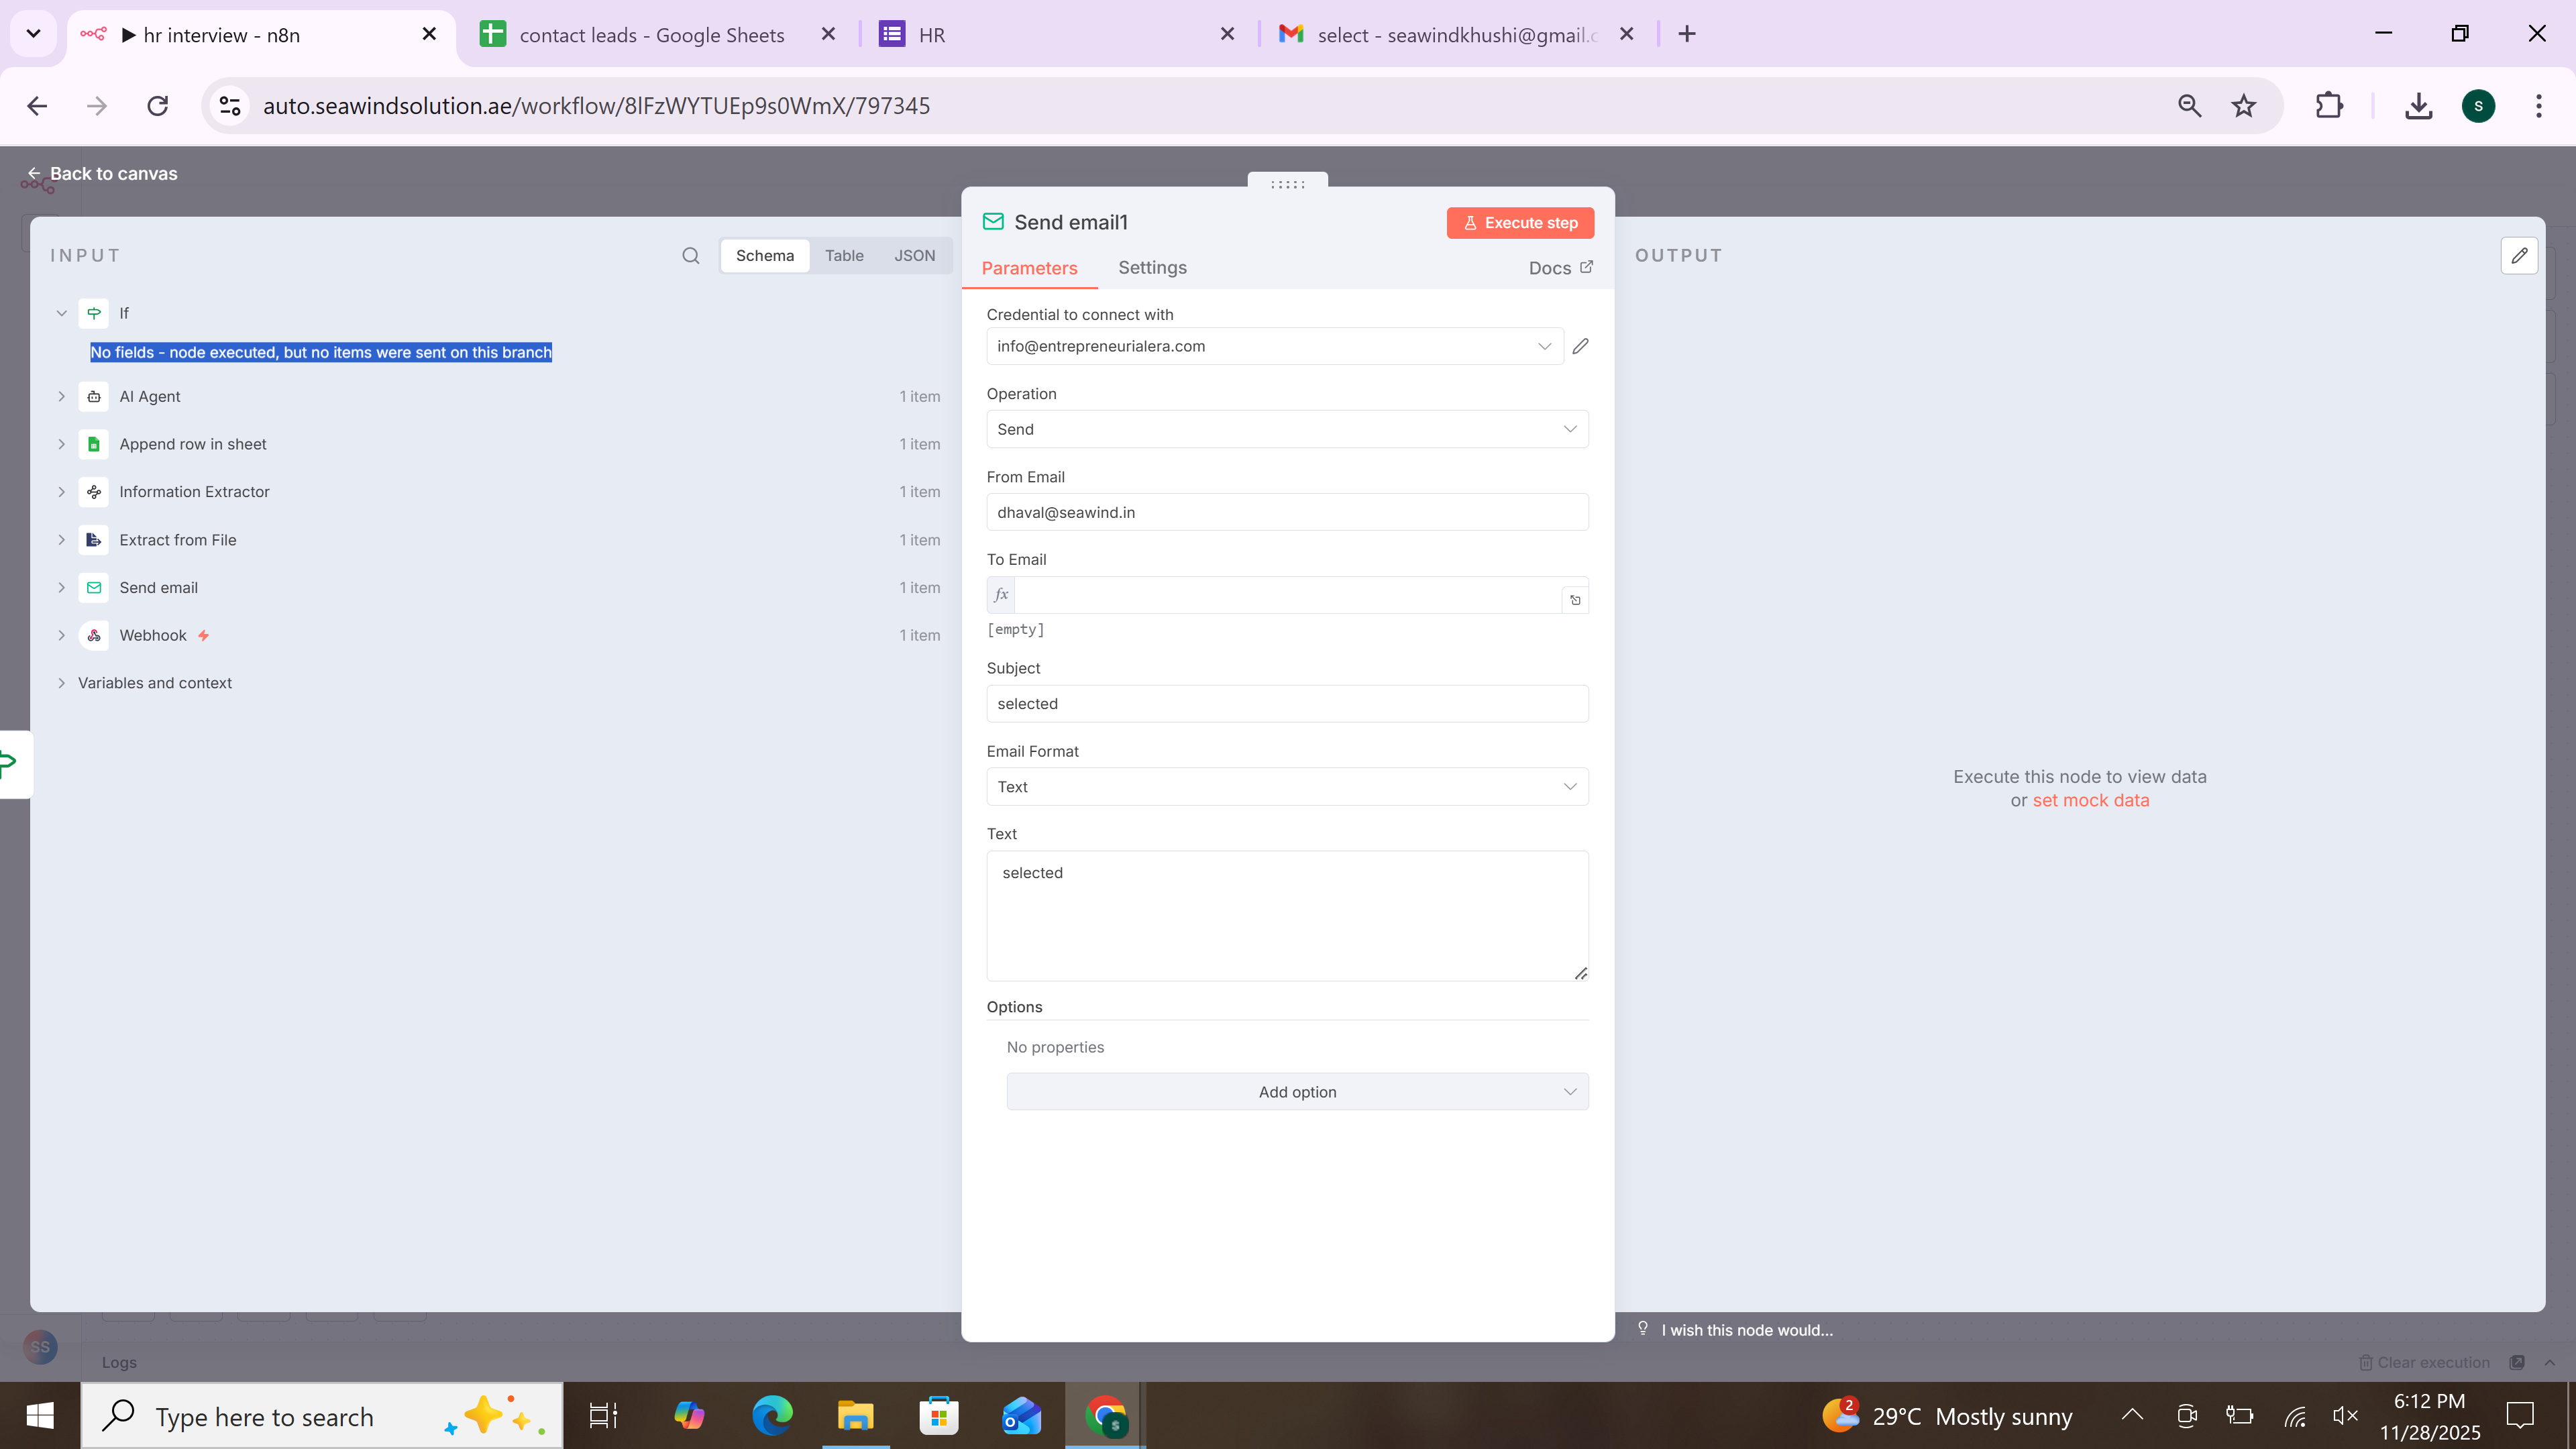 ▶ hr interview - n8n
contact leads - Google Sheets
HR
select - seawindkhushi@gmail.c
auto.seawindsolution.ae/workflow/8lFzWYTUEp9s0WmX/797345
S
Back to canvas
INPUT
Schema
Table
JSON
If
No fields - node executed, but no items were sent on this branch
AI Agent
1 item
Append row in sheet
1 item
Information Extractor
1 item
Extract from File
1 item
Send email
1 item
Webhook
1 item
Variables and context
Send email1
Execute step
Parameters
Settings
Docs
Credential to connect with
info@entrepreneurialera.com
Operation
Send
From Email
dhaval@seawind.in
To Email
fx
[empty]
Subject
selected
Email Format
Text
Text
selected
Options
No properties
Add option
OUTPUT
Execute this node to view data
or set mock data
I wish this node would...
SS
Logs
Clear execution
Type here to search
2
29°C Mostly sunny
6:12 PM
11/28/2025